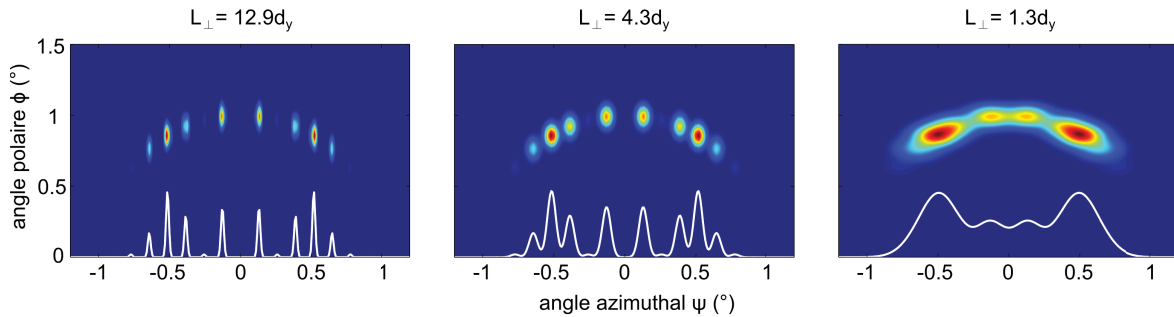 L⊥ = 12.9dy
L⊥ = 4.3dy
L⊥ = 1.3dy
angle polaire ϕ (°)
1.5
1
0.5
0
-1 -0.5 0 0.5 1
-1 -0.5 0 0.5 1
-1 -0.5 0 0.5 1
angle azimuthal ψ (°)